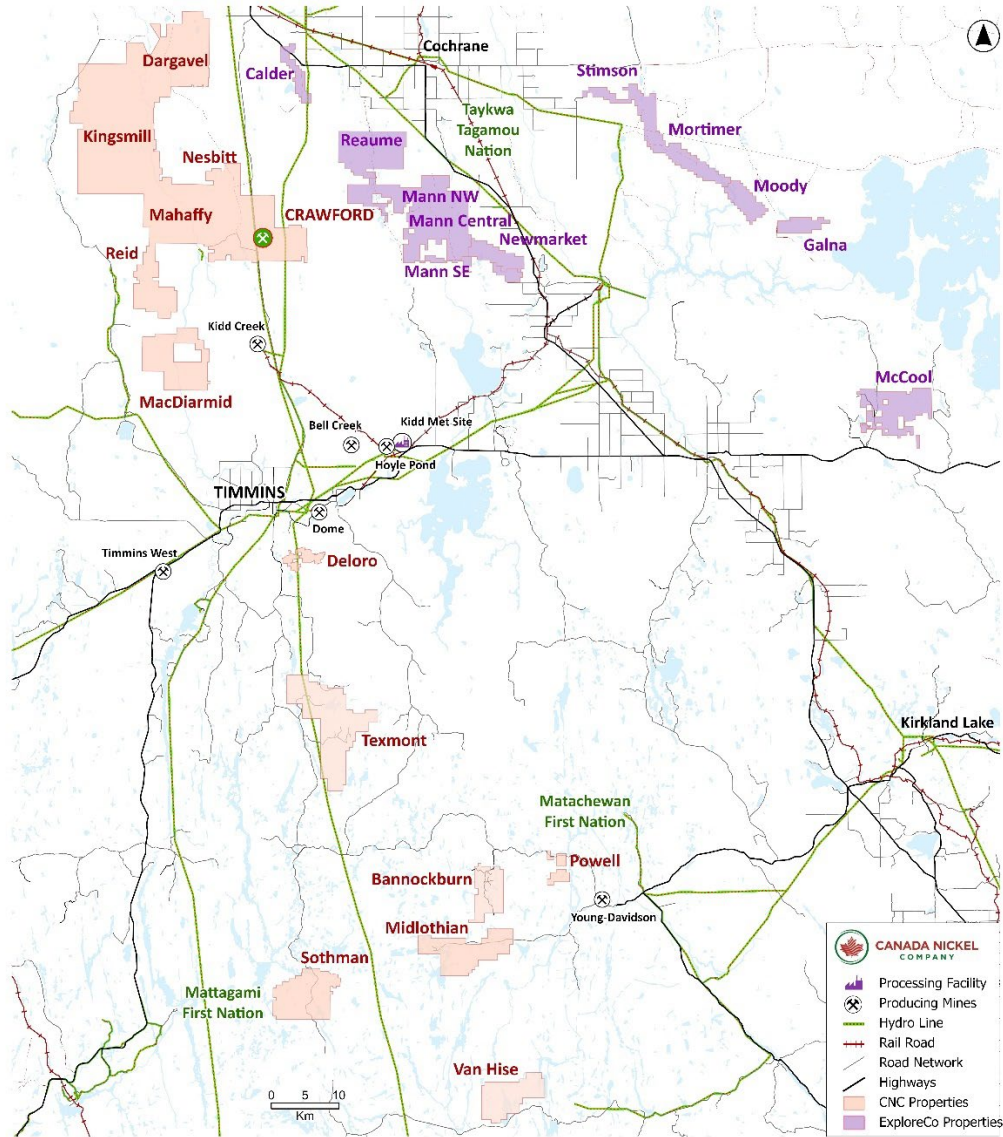 Dargavel
Cochrane
Calder
Stimson
Taykwa
Tagamou
Nation
Kingsmill
Reaume
Mortimer
Nesbitt
Moody
Mahaffy
CRAWFORD
Mann NW
Mann Central
Newmarket
Galna
Reid
Mann SE
Kidd Creek
McCool
MacDiarmid
Bell Creek
Kidd Met Site
Hoyle Pond
TIMMINS
Dome
Timmins West
Deloro
Texmont
Kirkland Lake
Matachewan
First Nation
Powell
Bannockburn
Young-Davidson
Midlothian
Sothman
Mattagami
First Nation
Van Hise
0 5 10
Km
CANADA NICKEL
COMPANY
Processing Facility
Producing Mines
Hydro Line
Rail Road
Road Network
Highways
CNC Properties
ExploreCo Properties